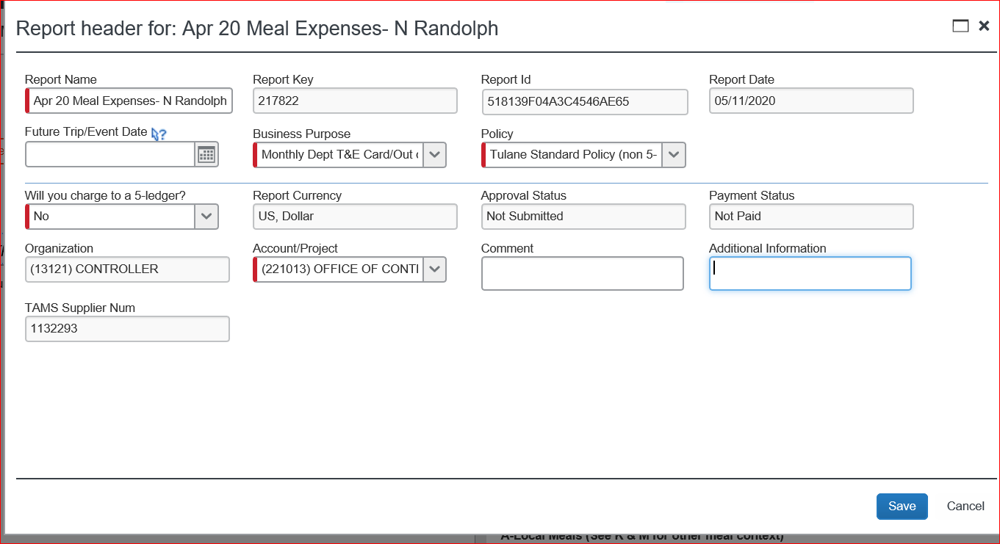 Report header for: Apr 20 Meal Expenses- N Randolph
Report Name
Report Key
Report Id
Report Date
Apr 20 Meal Expenses- N Randolph
217822
518139F04A3C4546AE65
05/11/2020
Future Trip/Event Date ?
Business Purpose
Policy
Monthly Dept T&E Card/Out
Tulane Standard Policy (non 5-
Will you charge to a 5-ledger?
Report Currency
Approval Status
Payment Status
No
US, Dollar
Not Submitted
Not Paid
Organization
Account/Project
Comment
Additional Information
(13121) CONTROLLER
(221013) OFFICE OF CONTI
TAMS Supplier Num
1132293
Save
Cancel
A-Local Meals (See K & M for other meal context)